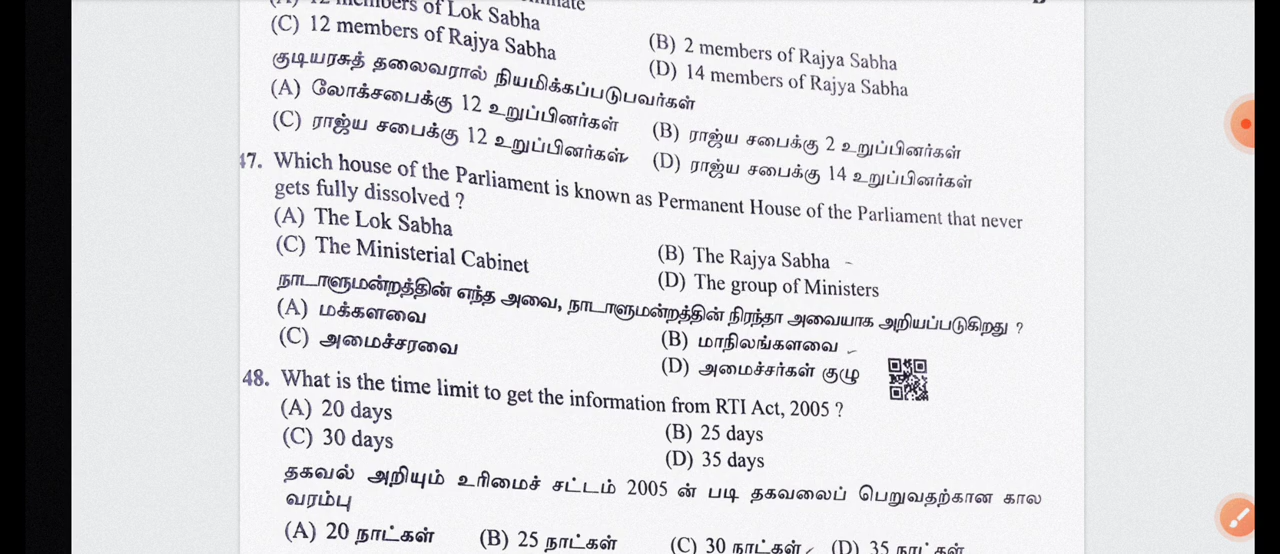 of Lok Sabha
(C) 12 members of Rajya Sabha
(B) 2 members of Rajya Sabha
(D) 14 members of Rajya Sabha
குடியரசுத் தலைவரால் நியமிக்கப்படுபவர்கள்
(A) லோக்சபைக்கு 12 உறுப்பினர்கள்
(B) ராஜ்ய சபைக்கு 2 உறுப்பினர்கள்
(C) ராஜ்ய சபைக்கு 12 உறுப்பினர்கள்
(D) ராஜ்ய சபைக்கு 14 உறுப்பினர்கள்
47. Which house of the Parliament is known as Permanent House of the Parliament that never
gets fully dissolved ?
(A) The Lok Sabha
(B) The Rajya Sabha
(C) The Ministerial Cabinet
(D) The group of Ministers
நாடாளுமன்றத்தின் எந்த அவை, நாடாளுமன்றத்தின் நிரந்தர அவையாக அறியப்படுகிறது ?
(A) மக்களவை
(B) மாநிலங்களவை
(C) அமைச்சரவை
(D) அமைச்சர்கள் குழு
48. What is the time limit to get the information from RTI Act, 2005 ?
(A) 20 days
(B) 25 days
(C) 30 days
(D) 35 days
தகவல் அறியும் உரிமைச் சட்டம் 2005 ன் படி தகவலைப் பெறுவதற்கான கால
வரம்பு
(A) 20 நாட்கள் (B) 25 நாட்கள் (C) 30 நாட்கள் (D) 35 நாட்கள்